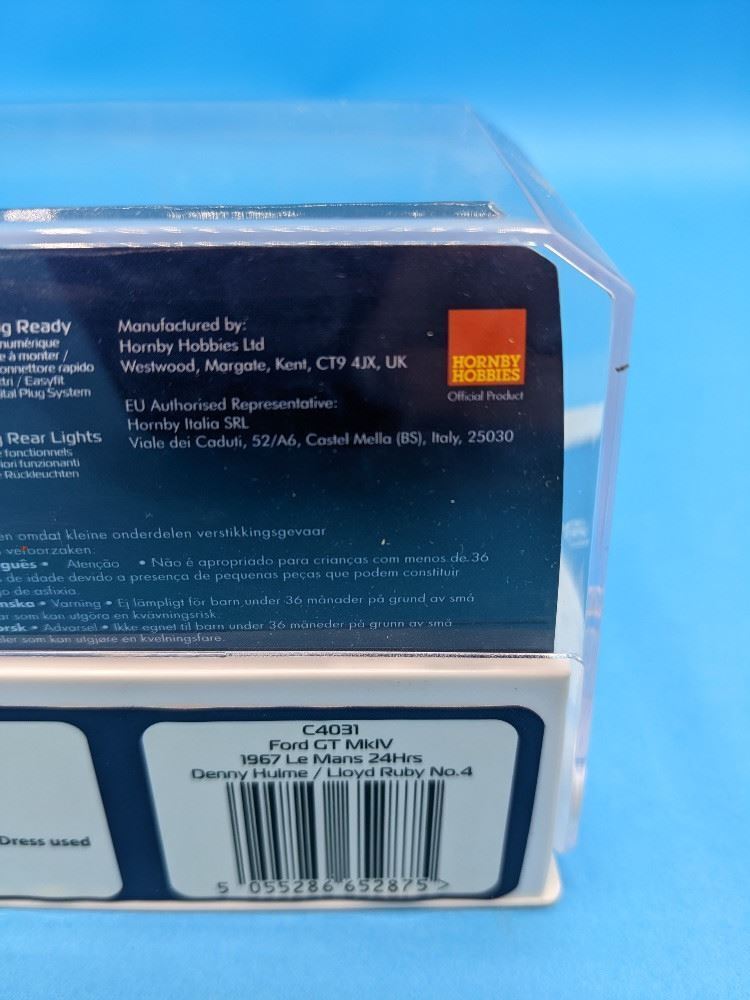 g Ready
numérique
e à monter /
onnettore rapido
tri / Easyfit
ital Plug System
Rear Lights
fonctionnels
iori funzionanti
Rückleuchten
Manufactured by:
Hornby Hobbies Ltd
Westwood, Margate, Kent, CT9 4JX, UK
EU Authorised Representative:
Hornby Italia SRL
Viale dei Caduti, 52/A6, Castel Mella (BS), Italy, 25030
HORNBY
HOBBIES
Official Product
en omdat kleine onderdelen verstikkingsgevaar
veroorzaken.
guês • Atenção • Não é apropriado para crianças com menos de 36
de idade devido a presença de pequenas peças que podem constituir
o de asfixia.
nska • Varning • Ej lämpligt för barn under 36 månader på grund av små
ar som kan utgöra en kvävningsrisk.
orsk • Advarsel • Ikke egnet til barn under 36 måneder på grunn av små
eler som kan utgjøre en kvelningsfare.
Dress used
C4031
Ford GT MkIV
1967 Le Mans 24Hrs
Denny Hulme / Lloyd Ruby No.4
5 055286 652875 >